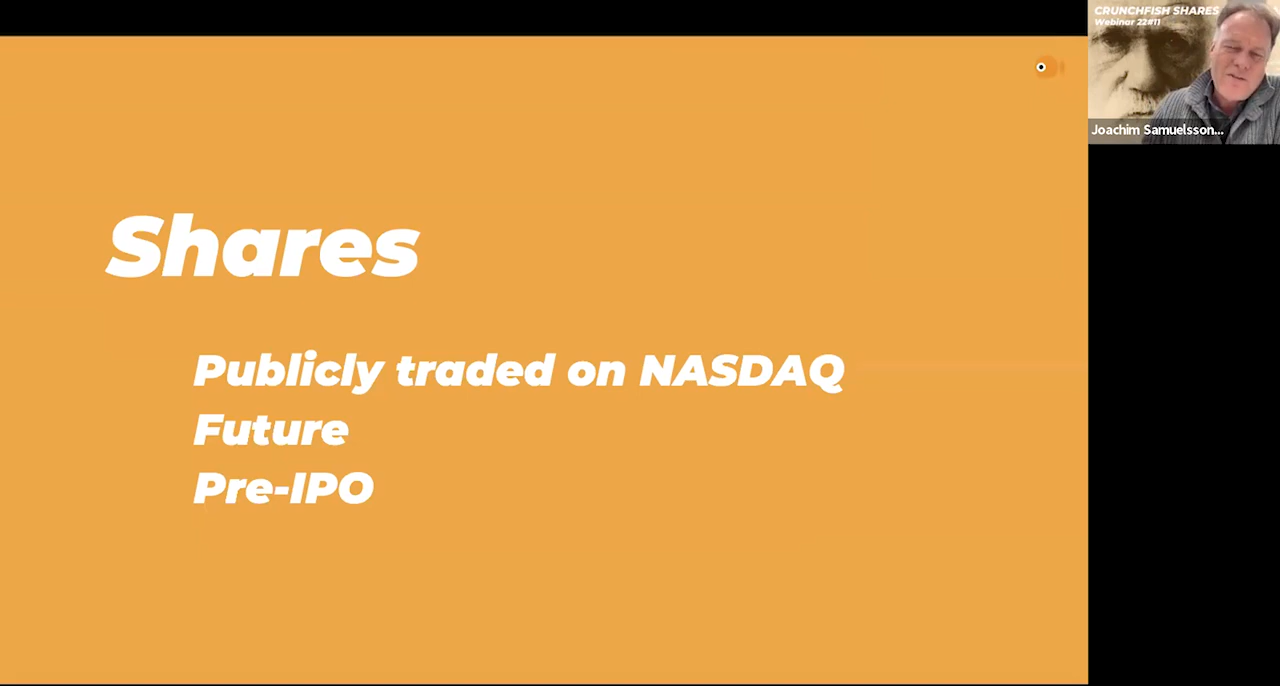 Shares
Publicly traded on NASDAQ
Future
Pre-IPO
CRUNCHFISH SHARES
Webinar 22#11
Joachim Samuelsson...